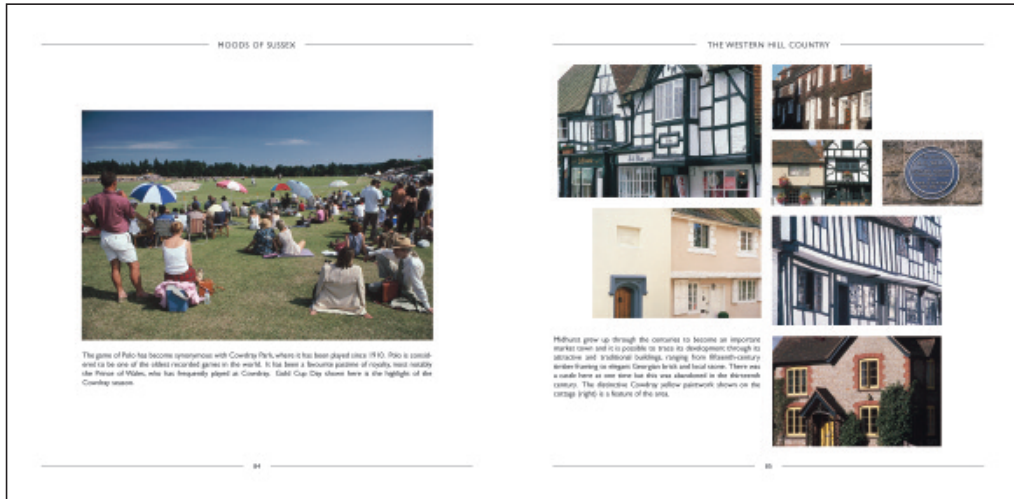 MOODS OF SUSSEX
The game of Polo has become synonymous with Cowdray Park, where it has been played since 1910. Polo is consid-
ered to be one of the oldest recorded games in the world. It has been a favourite pastime of royalty, most notably
the Prince of Wales, who has frequently played at Cowdray. Gold Cup Day shown here is the highlight of the
Cowdray season.
84
THE WESTERN HILL COUNTRY
Midhurst grew up through the centuries to become an important
market town and it is possible to trace its development through its
attractive and traditional buildings, ranging from fifteenth-century
timber-framing to elegant Georgian brick and local stone. There was
a castle here at one time but this was abandoned in the thirteenth
century. The distinctive Cowdray yellow paintwork shown on the
cottage (right) is a feature of the area.
85